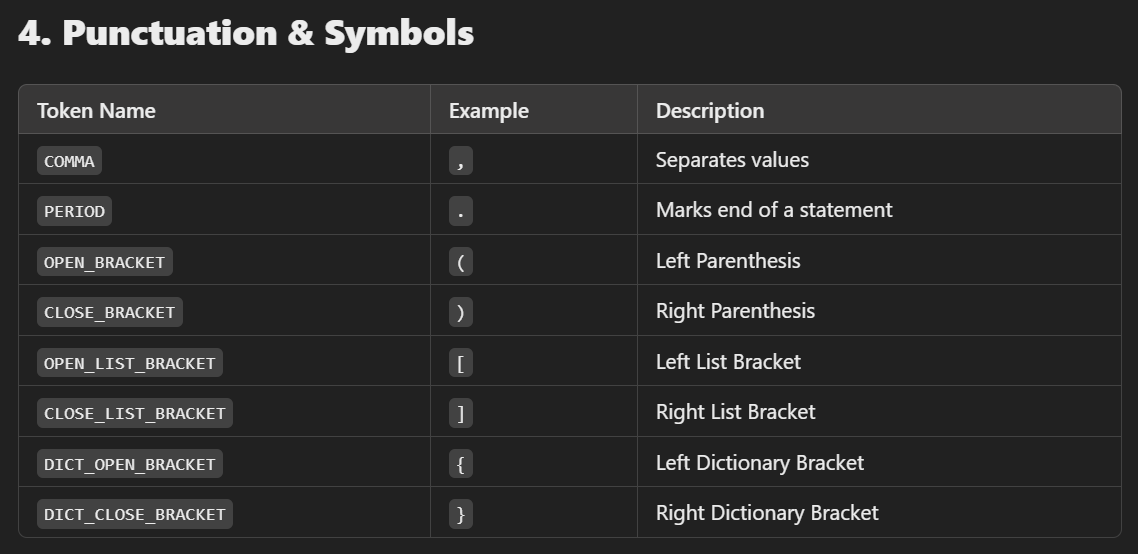 4. Punctuation & Symbols
Token Name Example Description
COMMA , Separates values
PERIOD . Marks end of a statement
OPEN_BRACKET ( Left Parenthesis
CLOSE_BRACKET ) Right Parenthesis
OPEN_LIST_BRACKET [ Left List Bracket
CLOSE_LIST_BRACKET ] Right List Bracket
DICT_OPEN_BRACKET { Left Dictionary Bracket
DICT_CLOSE_BRACKET } Right Dictionary Bracket